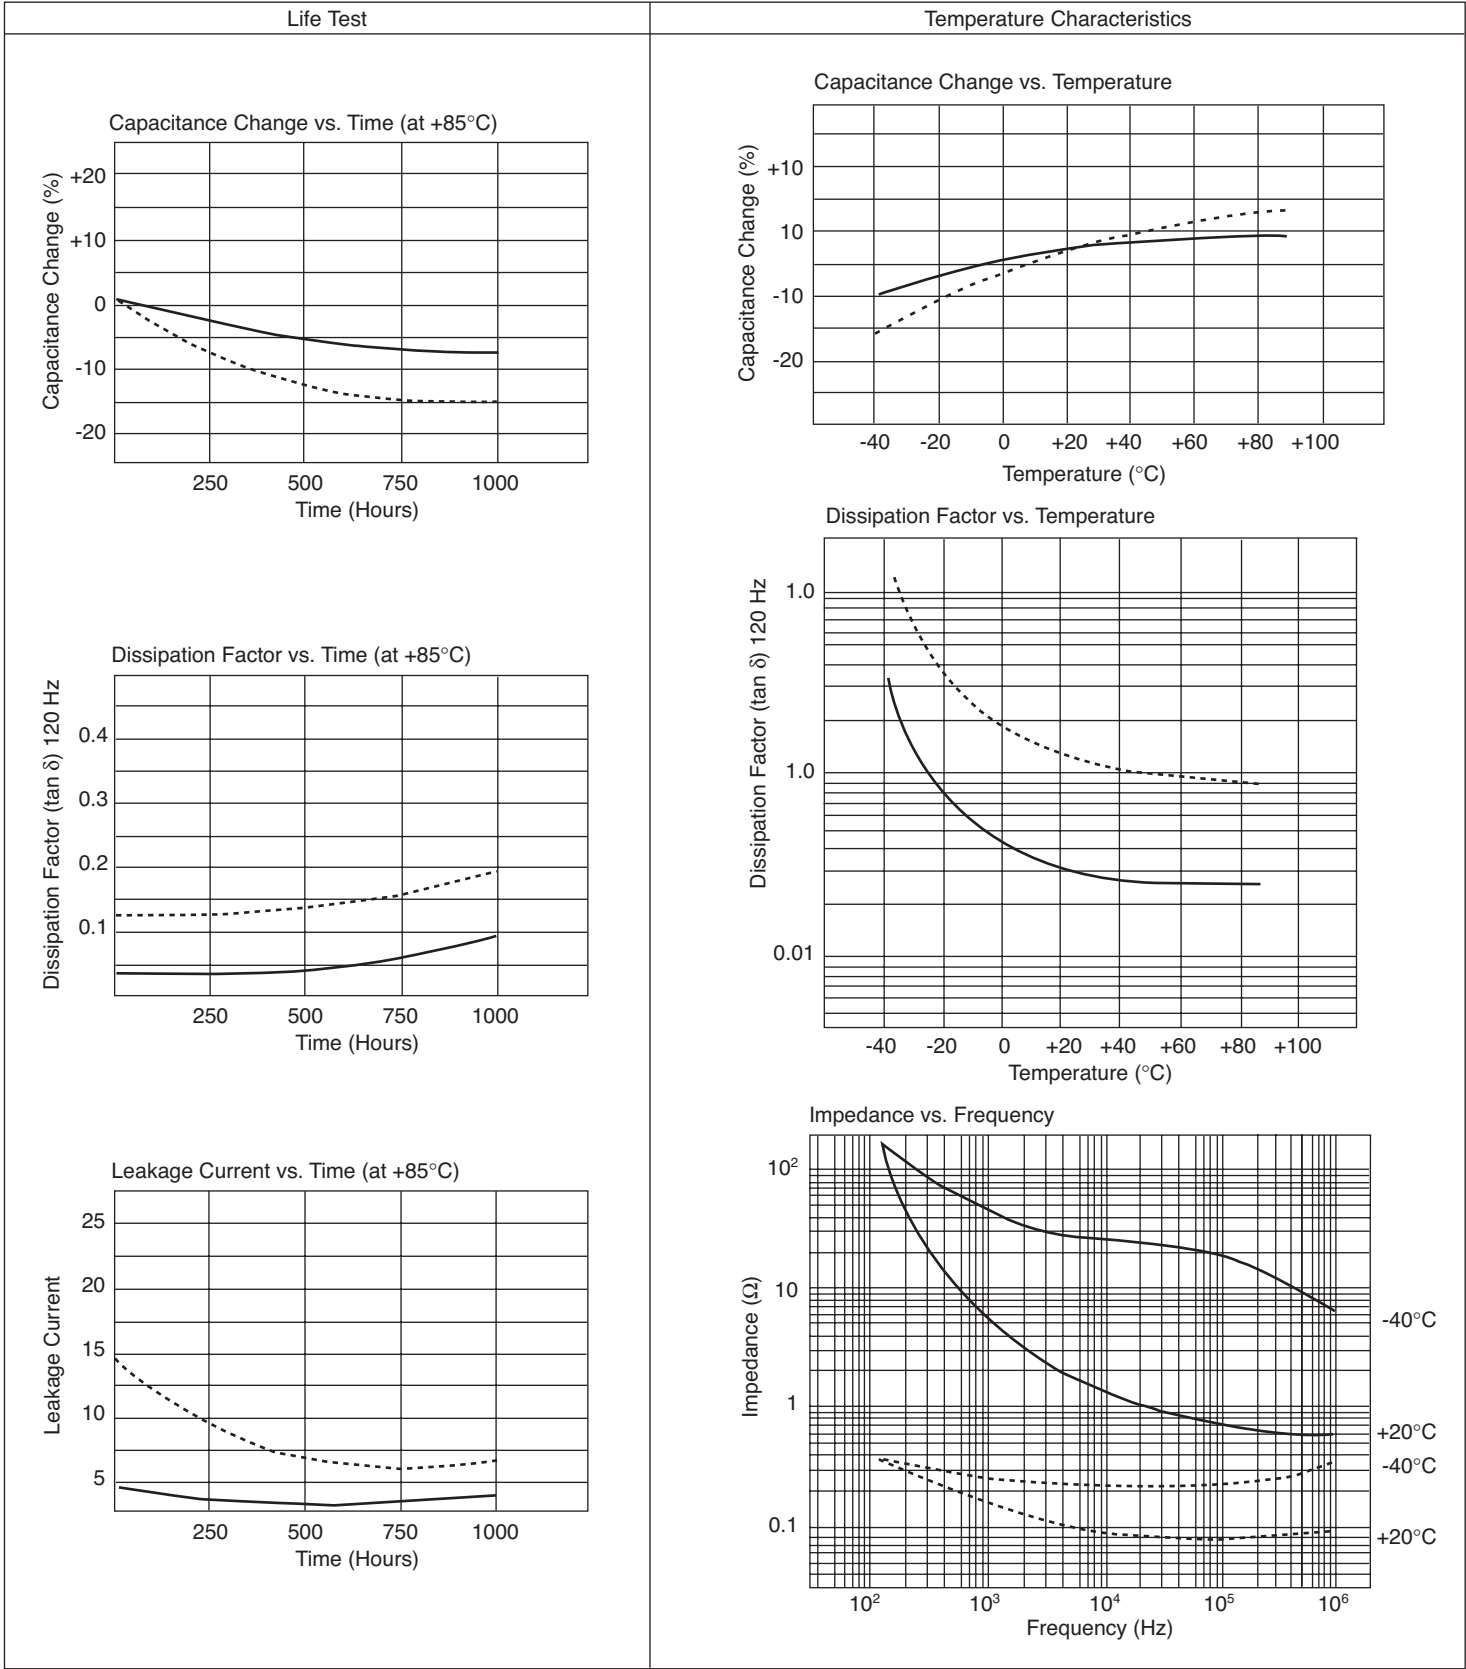 Life Test
Temperature Characteristics
Capacitance Change vs. Time (at +85°C)
Capacitance Change (%)
+20
+10
0
-10
-20
250 500 750 1000
Time (Hours)
Dissipation Factor vs. Time (at +85°C)
Dissipation Factor (tan δ) 120 Hz
0.4
0.3
0.2
0.1
250 500 750 1000
Time (Hours)
Leakage Current vs. Time (at +85°C)
Leakage Current
25
20
15
10
5
250 500 750 1000
Time (Hours)
Capacitance Change vs. Temperature
Capacitance Change (%)
+10
10
-10
-20
-40 -20 0 +20 +40 +60 +80 +100
Temperature (°C)
Dissipation Factor vs. Temperature
Dissipation Factor (tan δ) 120 Hz
1.0
1.0
0.01
-40 -20 0 +20 +40 +60 +80 +100
Temperature (°C)
Impedance vs. Frequency
Impedance (Ω)
10²
10
1
0.1
-40°C
+20°C
-40°C
+20°C
10² 10³ 10⁴ 10⁵ 10⁶
Frequency (Hz)